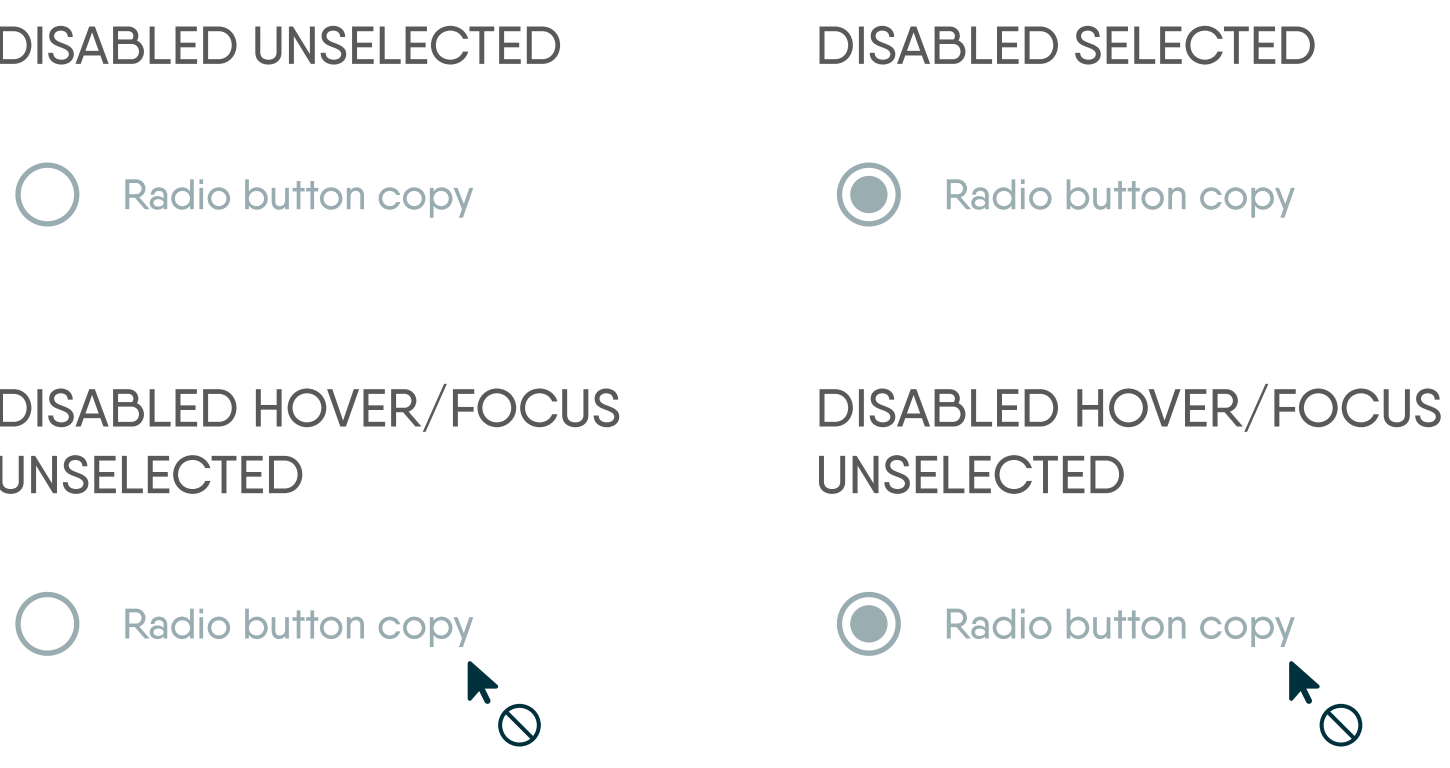 DISABLED UNSELECTED
DISABLED SELECTED
Radio button copy
Radio button copy
DISABLED HOVER/FOCUS
UNSELECTED
DISABLED HOVER/FOCUS
UNSELECTED
Radio button copy
Radio button copy